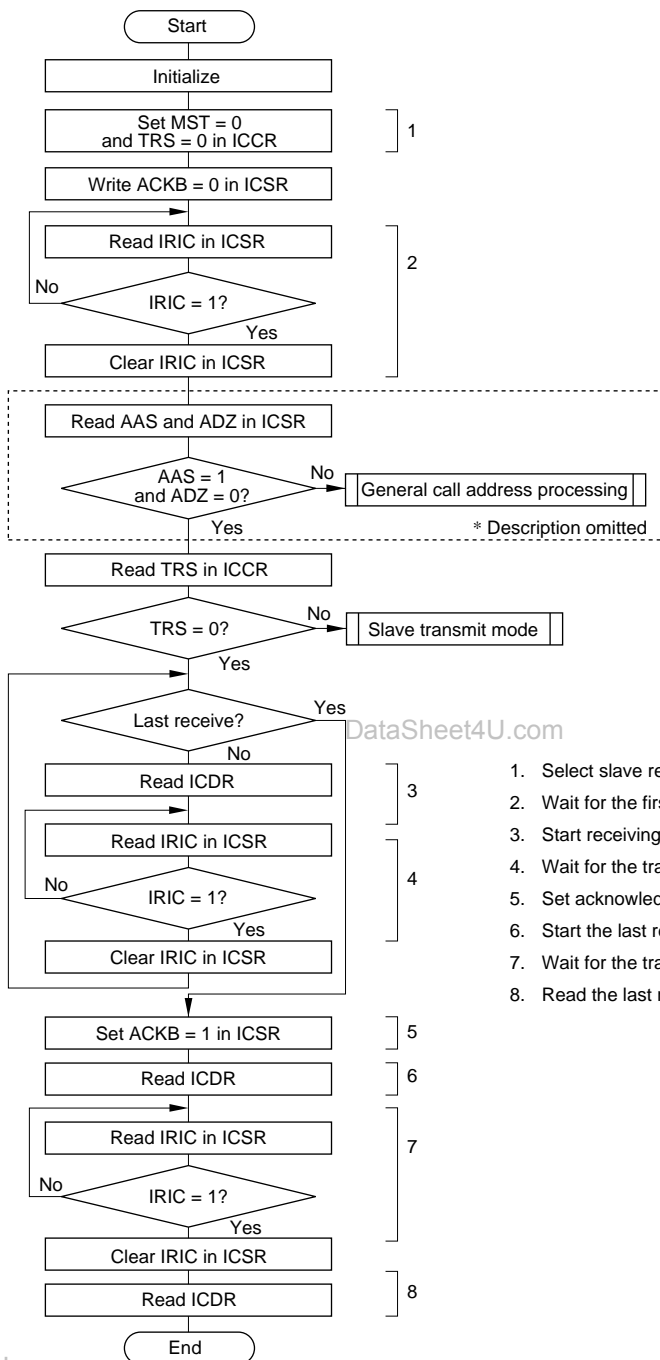 Start
Initialize
Set MST = 0
and TRS = 0 in ICCR
1
Write ACKB = 0 in ICSR
Read IRIC in ICSR
2
No
IRIC = 1?
Yes
Clear IRIC in ICSR
Read AAS and ADZ in ICSR
AAS = 1
and ADZ = 0?
No
General call address processing
Yes
* Description omitted
Read TRS in ICCR
TRS = 0?
No
Slave transmit mode
Yes
Last receive?
Yes
DataSheet4U.com
No
Read ICDR
3
Read IRIC in ICSR
4
No
IRIC = 1?
Yes
Clear IRIC in ICSR
1. Select slave re
2. Wait for the firs
3. Start receiving
4. Wait for the tra
5. Set acknowled
6. Start the last re
7. Wait for the tra
8. Read the last r
Set ACKB = 1 in ICSR
5
Read ICDR
6
Read IRIC in ICSR
7
No
IRIC = 1?
Yes
Clear IRIC in ICSR
Read ICDR
8
End